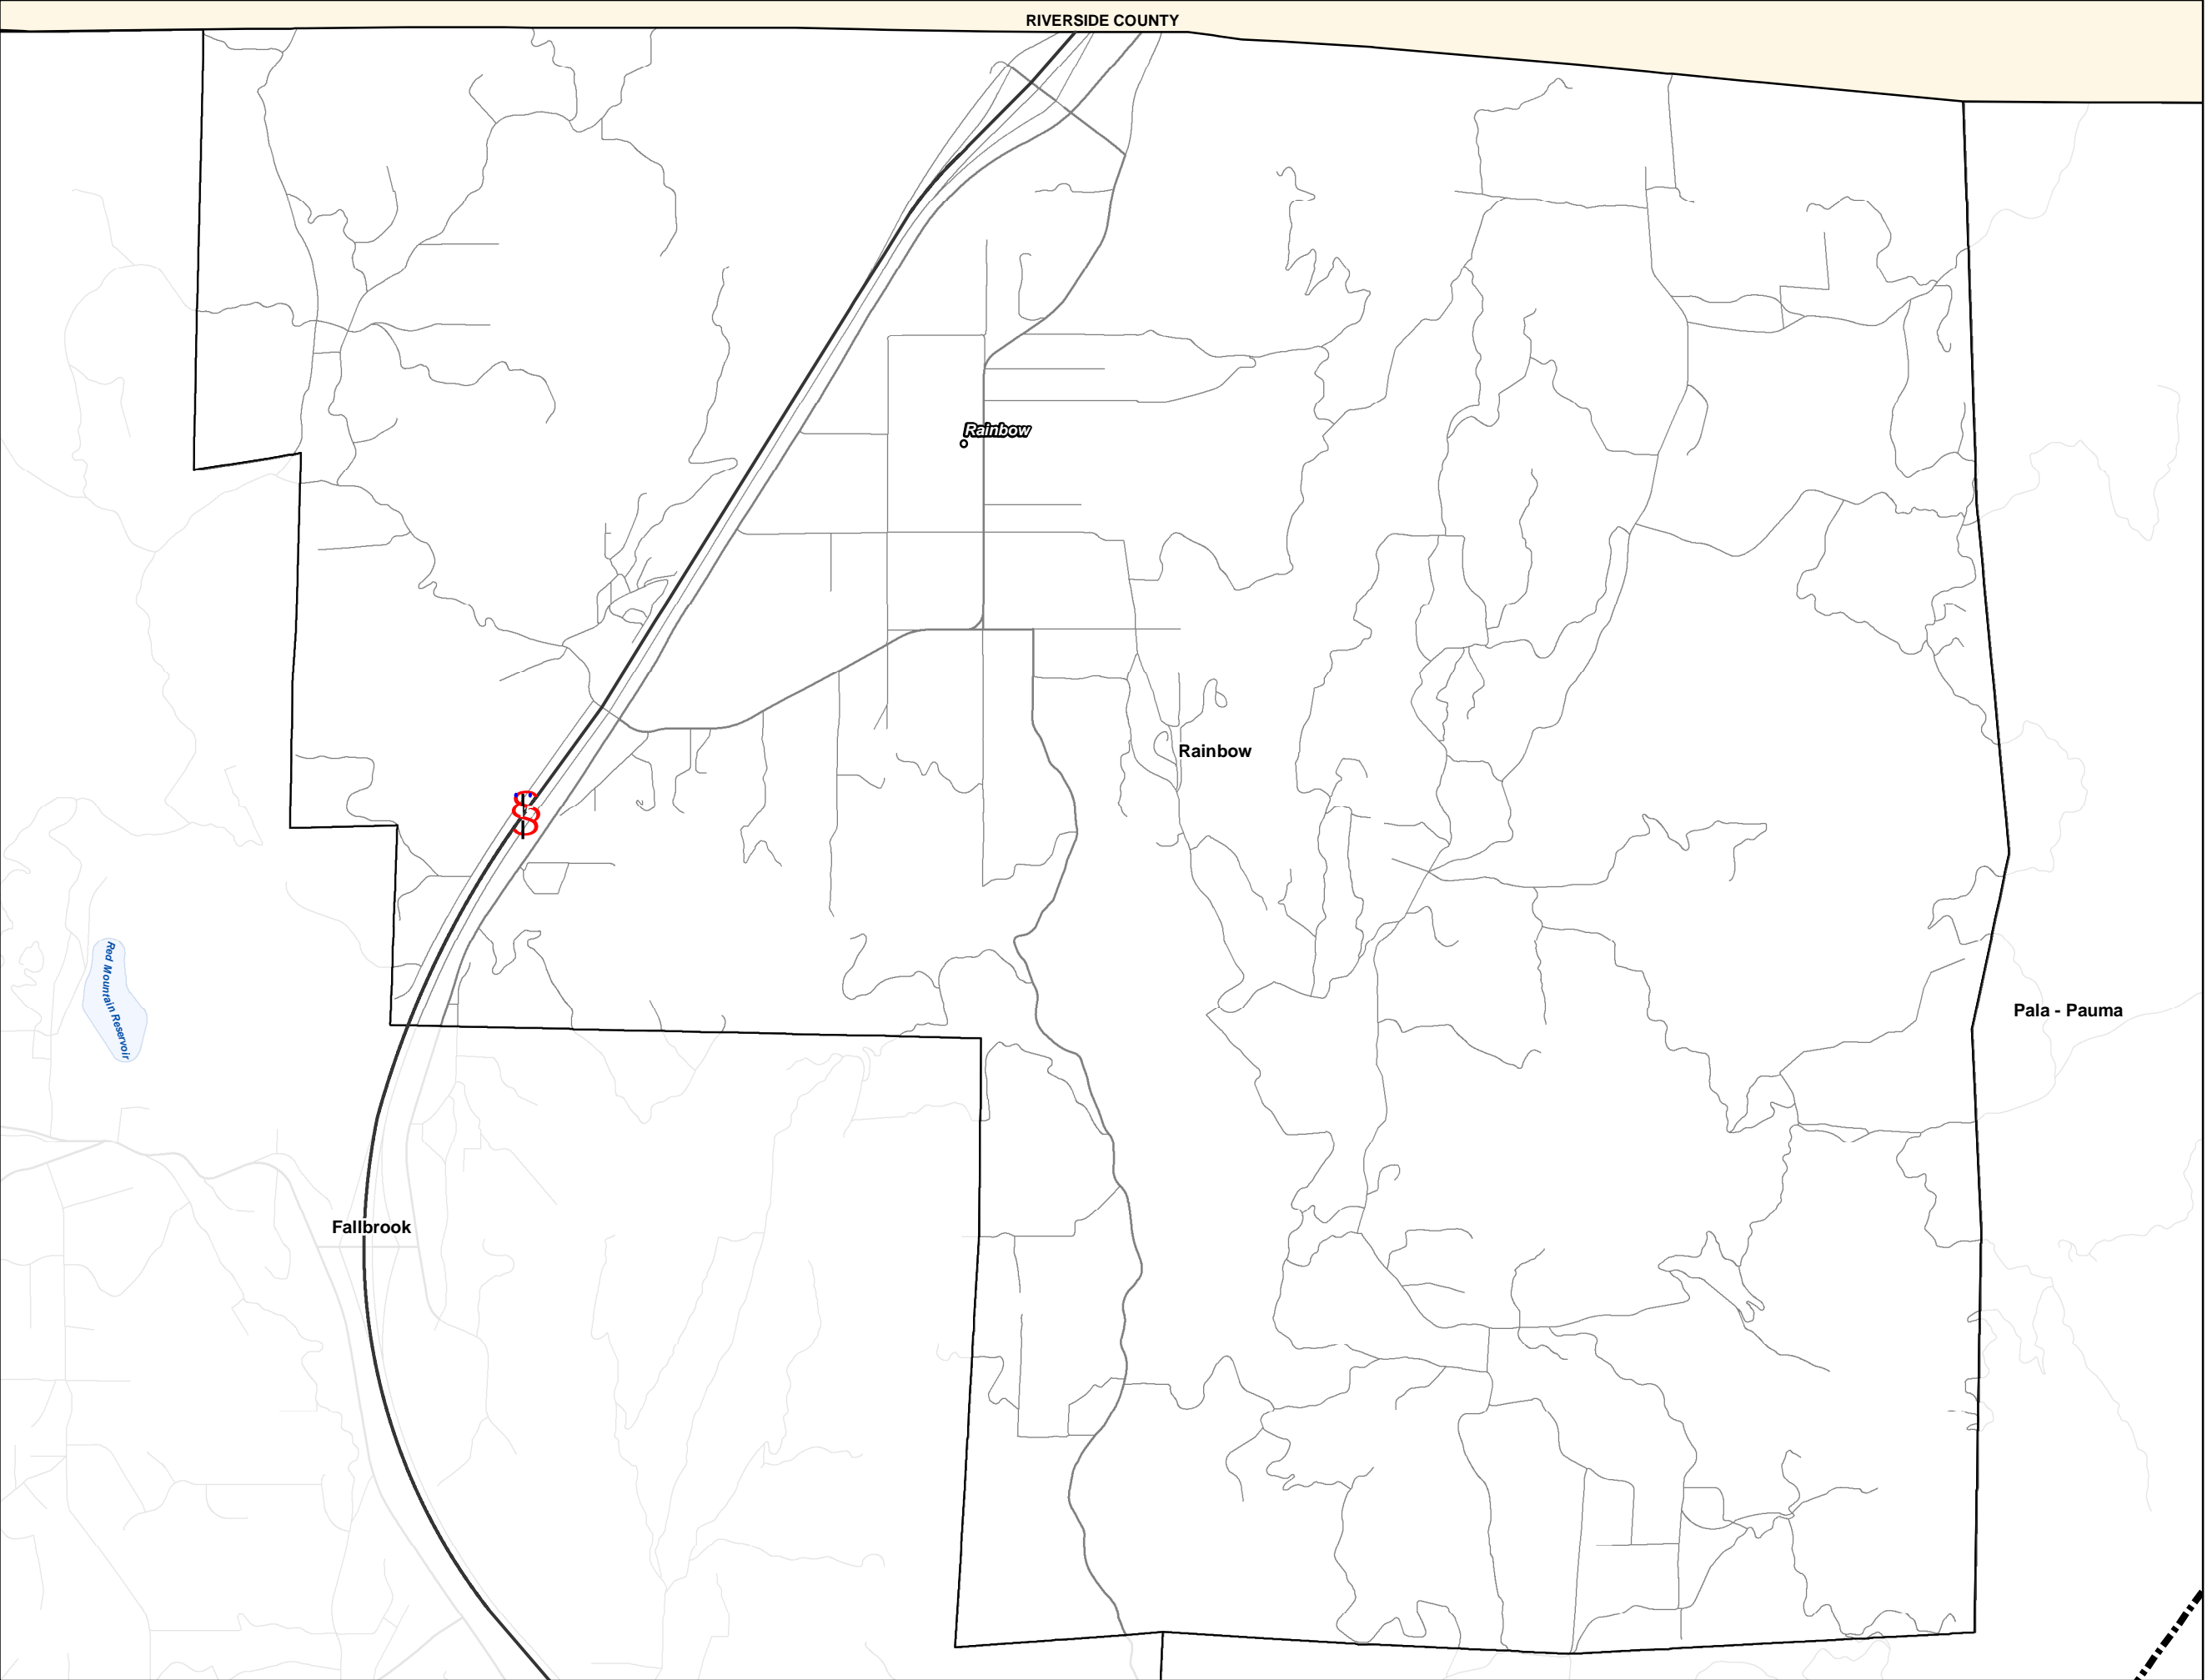 RIVERSIDE COUNTY
Rainbow
Rainbow
Red Mountain Reservoir
Pala - Pauma
Fallbrook